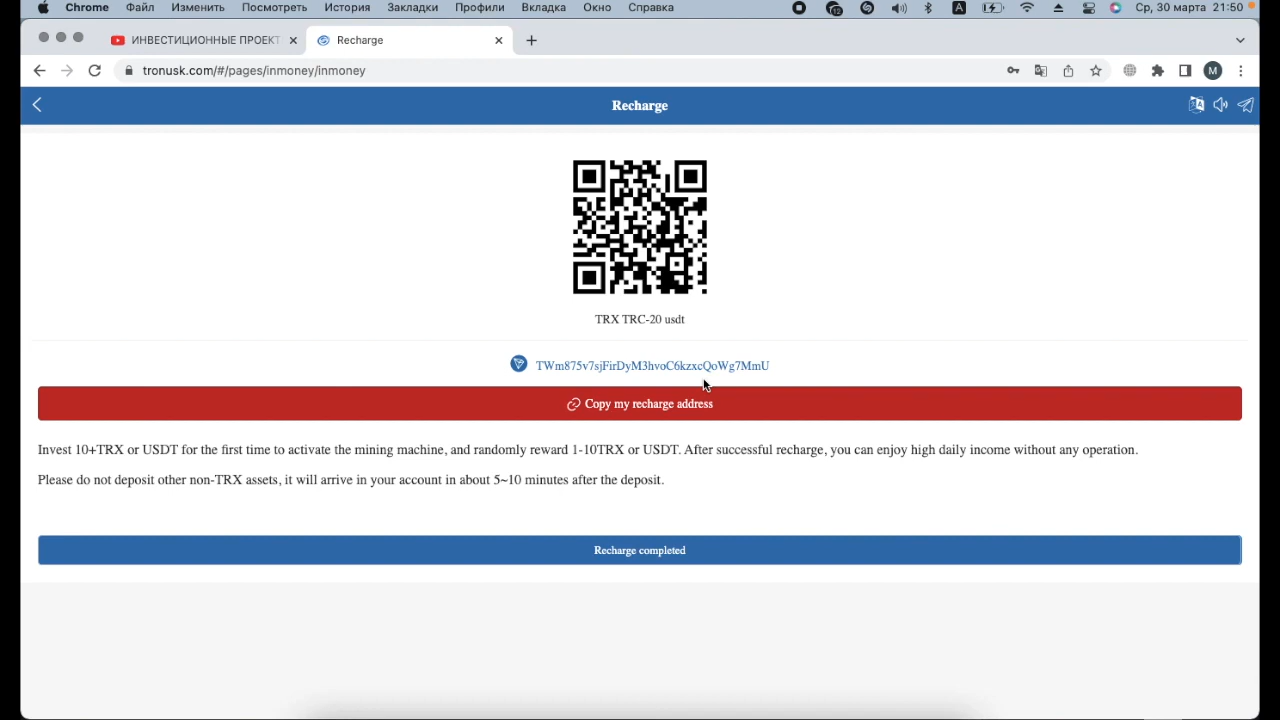 Chrome Файл Изменить Посмотреть История Закладки Профили Вкладка Окно Справка 12 A Ср, 30 марта 21:50
ИНВЕСТИЦИОННЫЕ ПРОЕКТ Recharge
tronusk.com/#/pages/inmoney/inmoney M
Recharge
TRX TRC-20 usdt
TWm875v7sjFirDyM3hvoC6kzxcQoWg7MmU
Copy my recharge address
Invest 10+TRX or USDT for the first time to activate the mining machine, and randomly reward 1-10TRX or USDT. After successful recharge, you can enjoy high daily income without any operation.
Please do not deposit other non-TRX assets, it will arrive in your account in about 5~10 minutes after the deposit.
Recharge completed